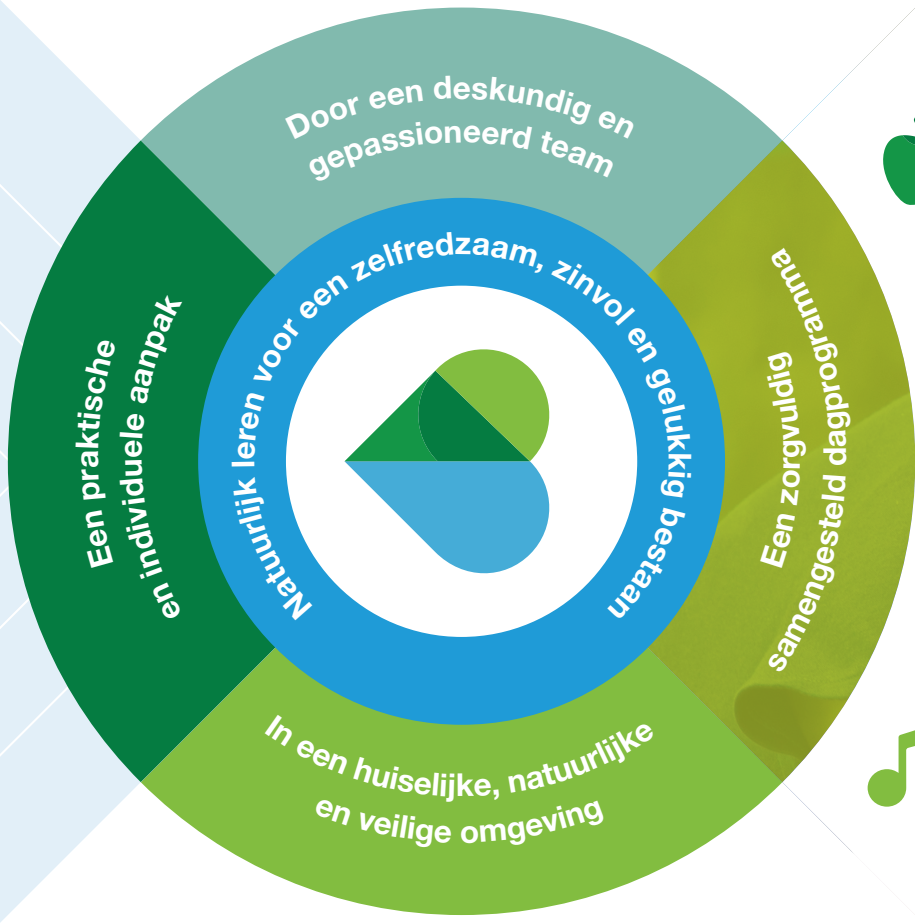 Door een deskundig en
gepassioneerd team
Natuurlijk leren voor een zelfredzaam, zinvol en gelukkig bestaan
Een praktische
en individuele aanpak
Een zorgvuldig
samengesteld dagprogramma
In een huiselijke, natuurlijke
en veilige omgeving